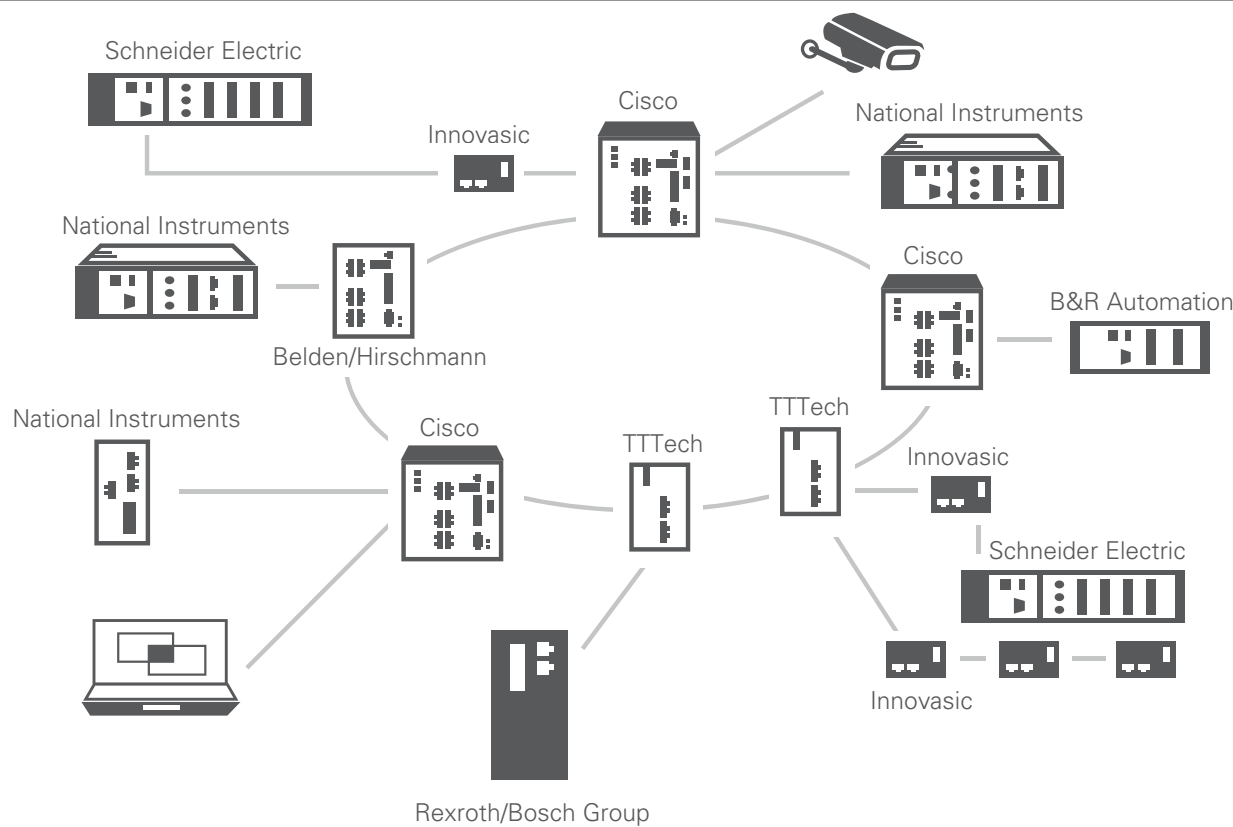 Schneider Electric
Cisco
National Instruments
Innovasic
National Instruments
Cisco
B&R Automation
Belden/Hirschmann
National Instruments
Cisco
TTTech
TTTech
Innovasic
Schneider Electric
Innovasic
Rexroth/Bosch Group